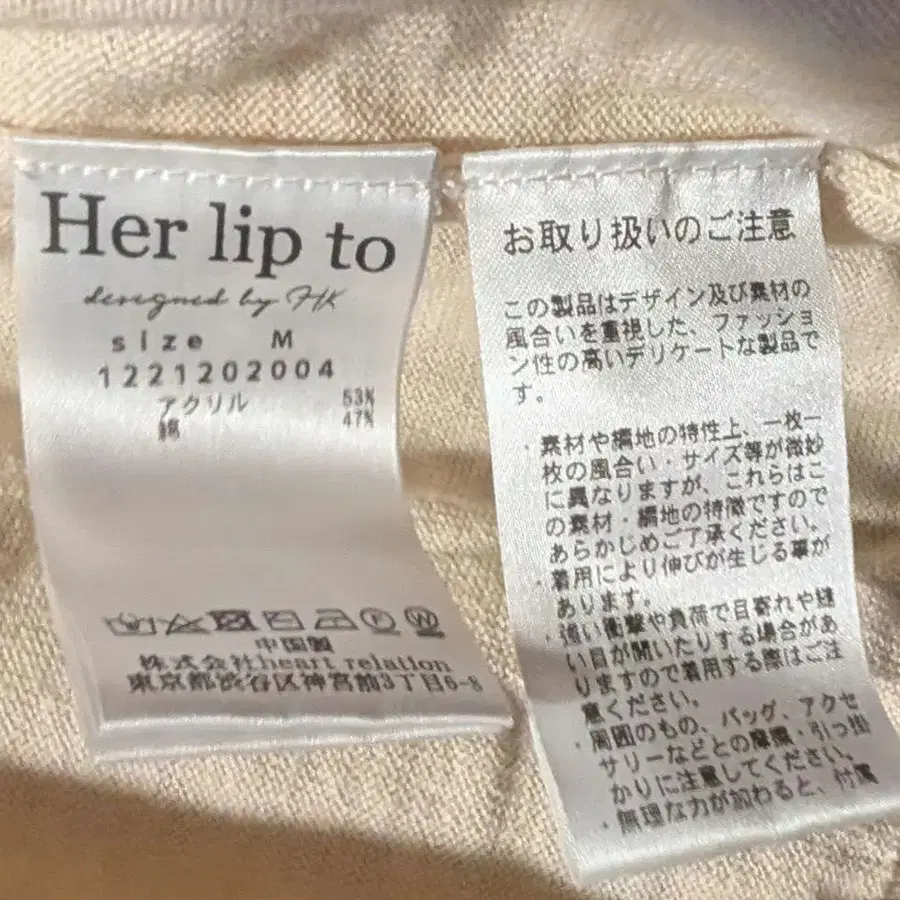 Her lip to
designed by HK
size M
1221202004
アクリル 53%
綿 47%
中国製
株式会社heart relation
東京都渋谷区神宮前3丁目6-8
お取り扱いのご注意
この製品はデザイン及び素材の
風合いを重視した、ファッショ
ン性の高いデリケートな製品で
す。
・素材や編地の特性上、一枚一
枚の風合い・サイズ等が微妙
に異なりますが、これらはこ
の素材・編地の特徴ですので
あらかじめご了承ください。
・着用により伸びが生じる事が
あります。
・強い衝撃や負荷で目寄れや縫
い目が開いたりする場合があ
りますので着用する際はご注
意ください。
・周囲のもの、バッグ、アクセ
サリーなどとの摩擦・引っ掛
かりに注意してください。
・無理な力が加わると、付属